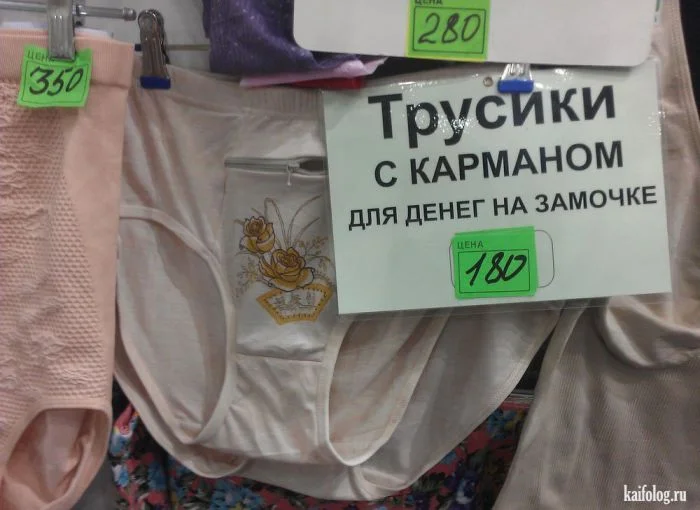 ЦЕНА
280
ЦЕНА
350
Трусики
С КАРМАНОМ
ДЛЯ ДЕНЕГ НА ЗАМОЧКЕ
ЦЕНА
180
kaifolog.ru